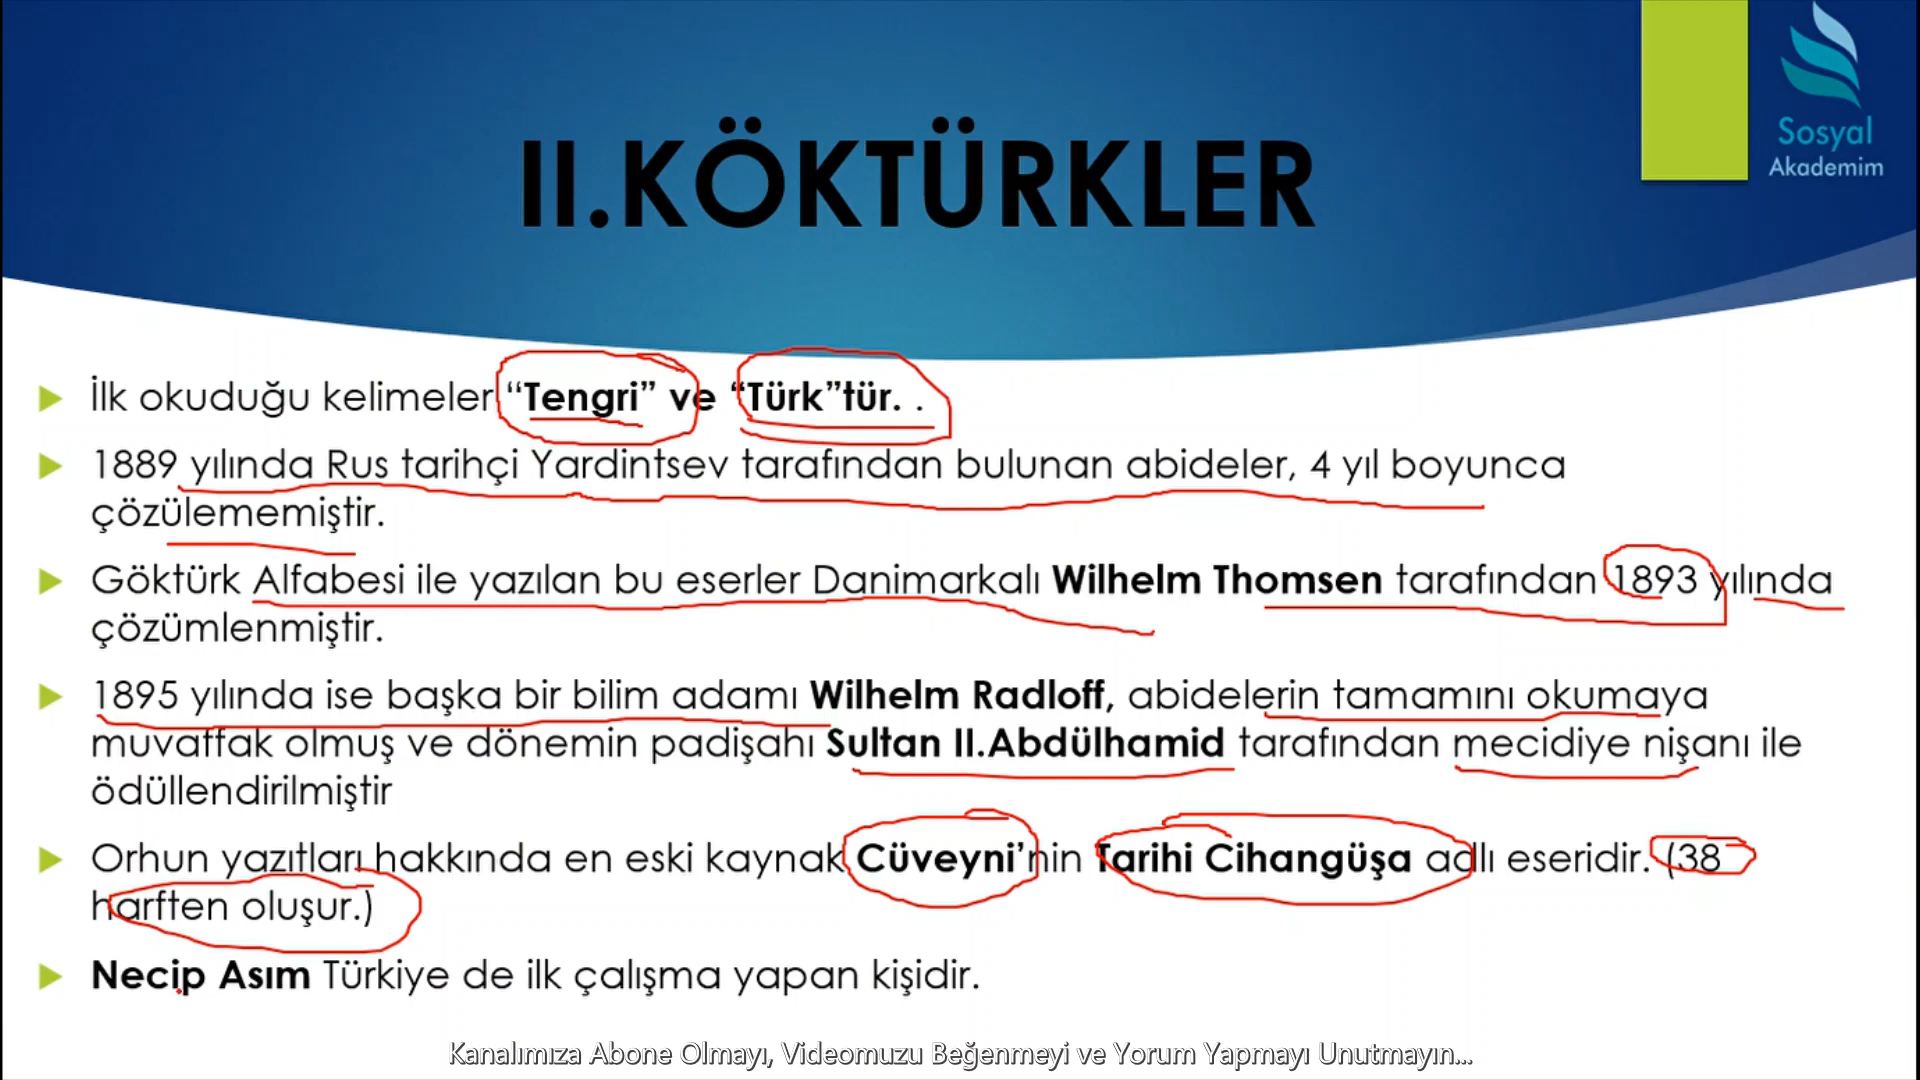 Sosyal
Akademim
II.KÖKTÜRKLER
İlk okuduğu kelimeler “Tengri” ve “Türk”tür. .
1889 yılında Rus tarihçi Yardintsev tarafından bulunan abideler, 4 yıl boyunca
çözülememiştir.
Göktürk Alfabesi ile yazılan bu eserler Danimarkalı Wilhelm Thomsen tarafından 1893 yılında
çözümlenmiştir.
1895 yılında ise başka bir bilim adamı Wilhelm Radloff, abidelerin tamamını okumaya
muvaffak olmuş ve dönemin padişahı Sultan II.Abdülhamid tarafından mecidiye nişanı ile
ödüllendirilmiştir
Orhun yazıtları hakkında en eski kaynak Cüveyni’nin Tarihi Cihangüşa adlı eseridir. (38
harften oluşur.)
Necip Asım Türkiye de ilk çalışma yapan kişidir.
Kanalımıza Abone Olmayı, Videomuzu Beğenmeyi ve Yorum Yapmayı Unutmayın...